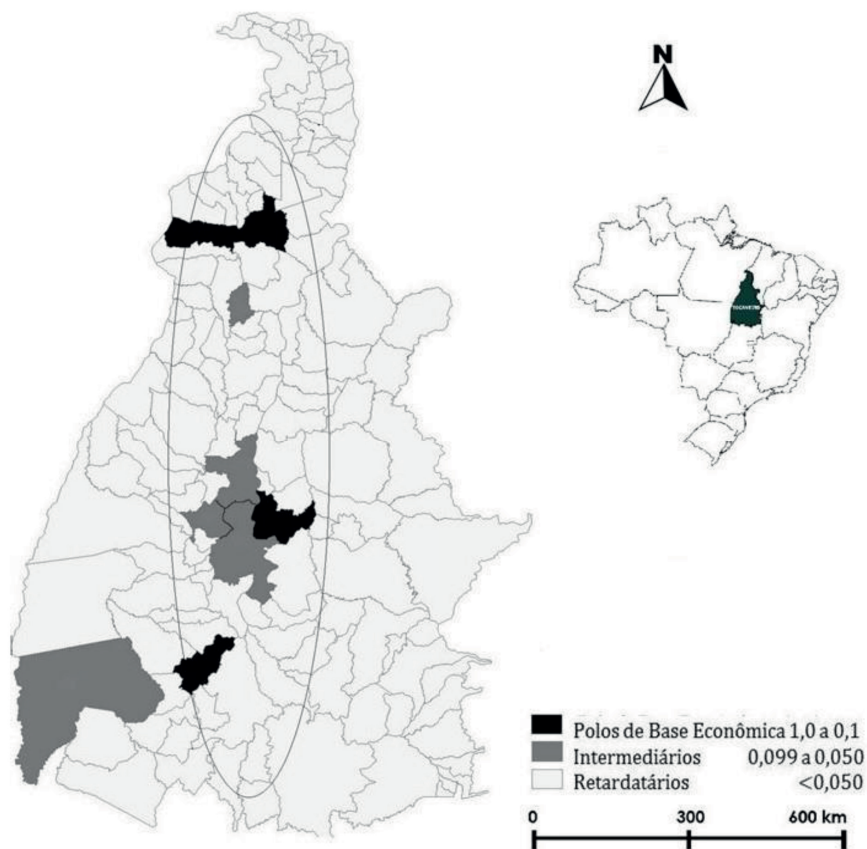 N
TOCANTINS
Polos de Base Econômica 1,0 a 0,1
Intermediários 0,099 a 0,050
Retardatários <0,050
0 300 600 km